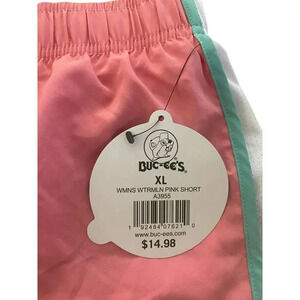 BUC-EE'S
XL
WMNS WTRMLN PINK SHORT
A3955
1 92484 07621 0
www.buc-ees.com
$14.98